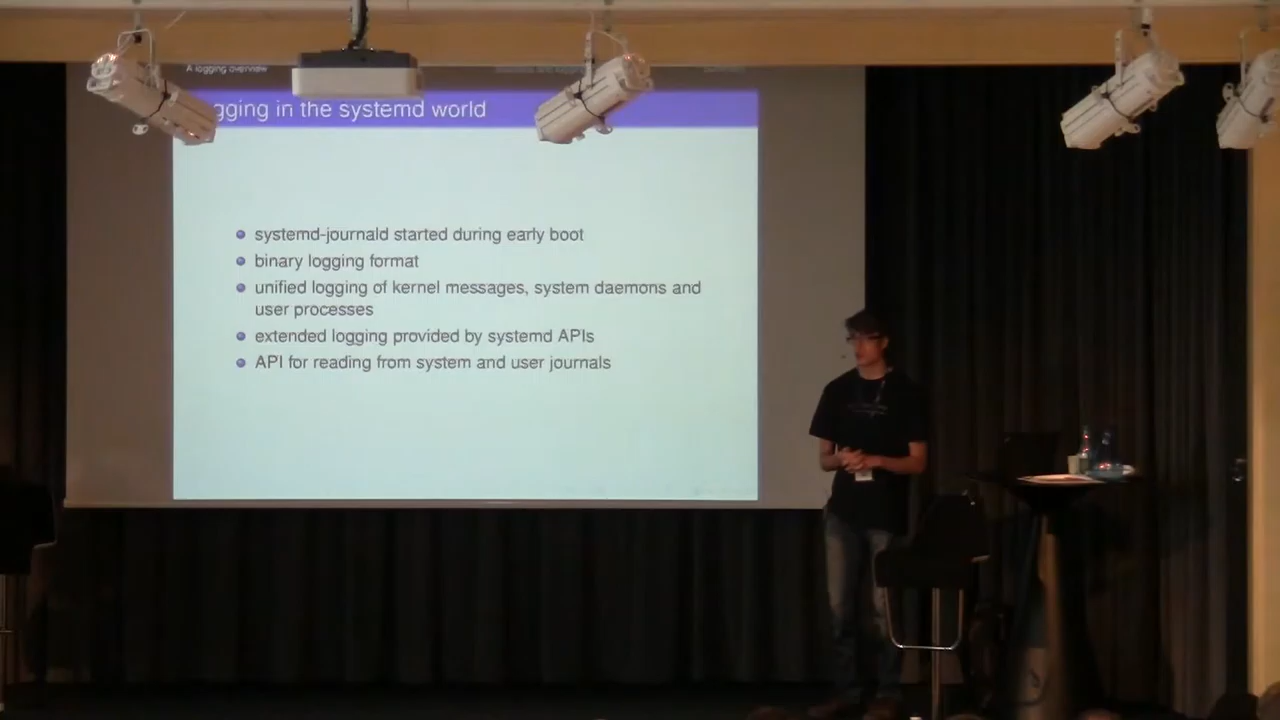 A logging overview
gging in the systemd world
systemd-journald started during early boot
binary logging format
unified logging of kernel messages, system daemons and
user processes
extended logging provided by systemd APIs
API for reading from system and user journals